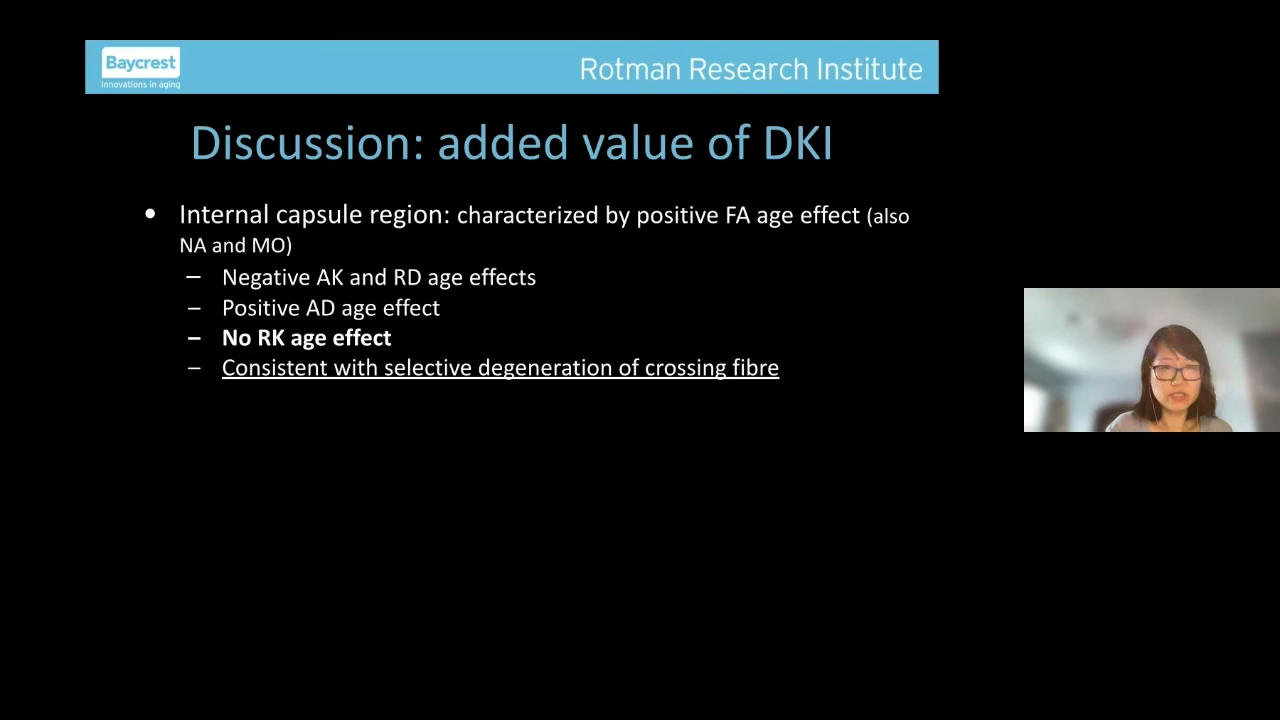 Baycrest
Innovations in aging
Rotman Research Institute
Discussion: added value of DKI
• Internal capsule region: characterized by positive FA age effect (also
NA and MO)
– Negative AK and RD age effects
– Positive AD age effect
– No RK age effect
– Consistent with selective degeneration of crossing fibre